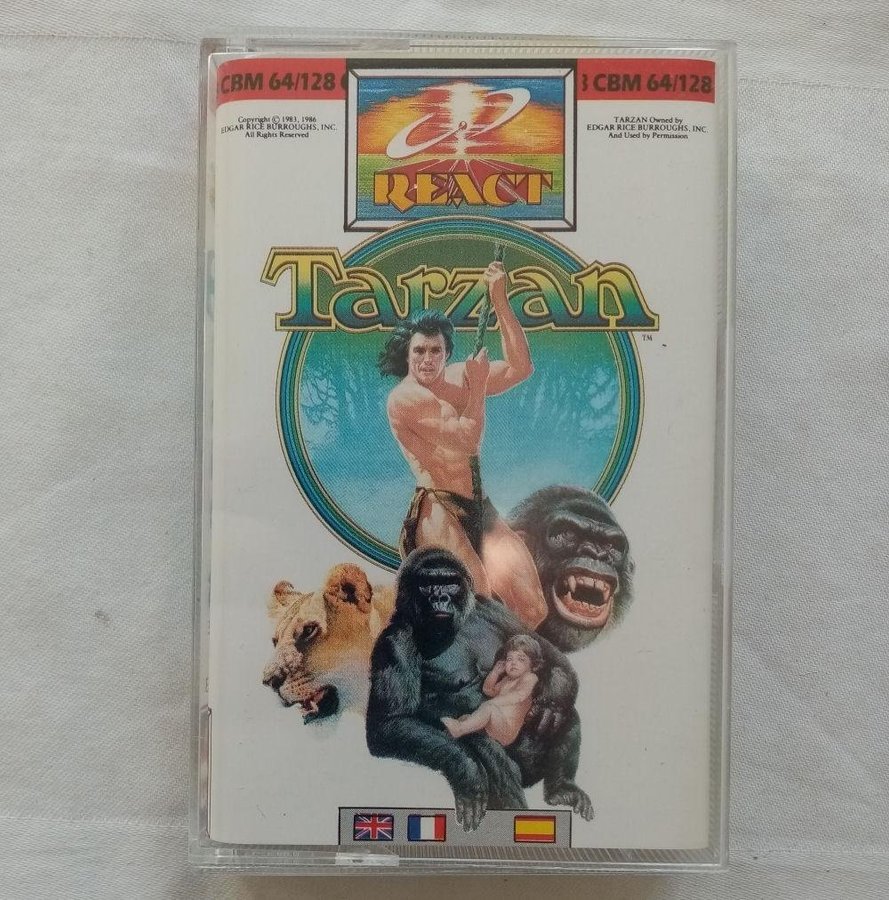 CBM 64/128
CBM 64/128
Copyright © 1983, 1986
EDGAR RICE BURROUGHS, INC.
All Rights Reserved
TARZAN Owned by
EDGAR RICE BURROUGHS, INC.
And Used by Permission
REACT
Tarzan
TM